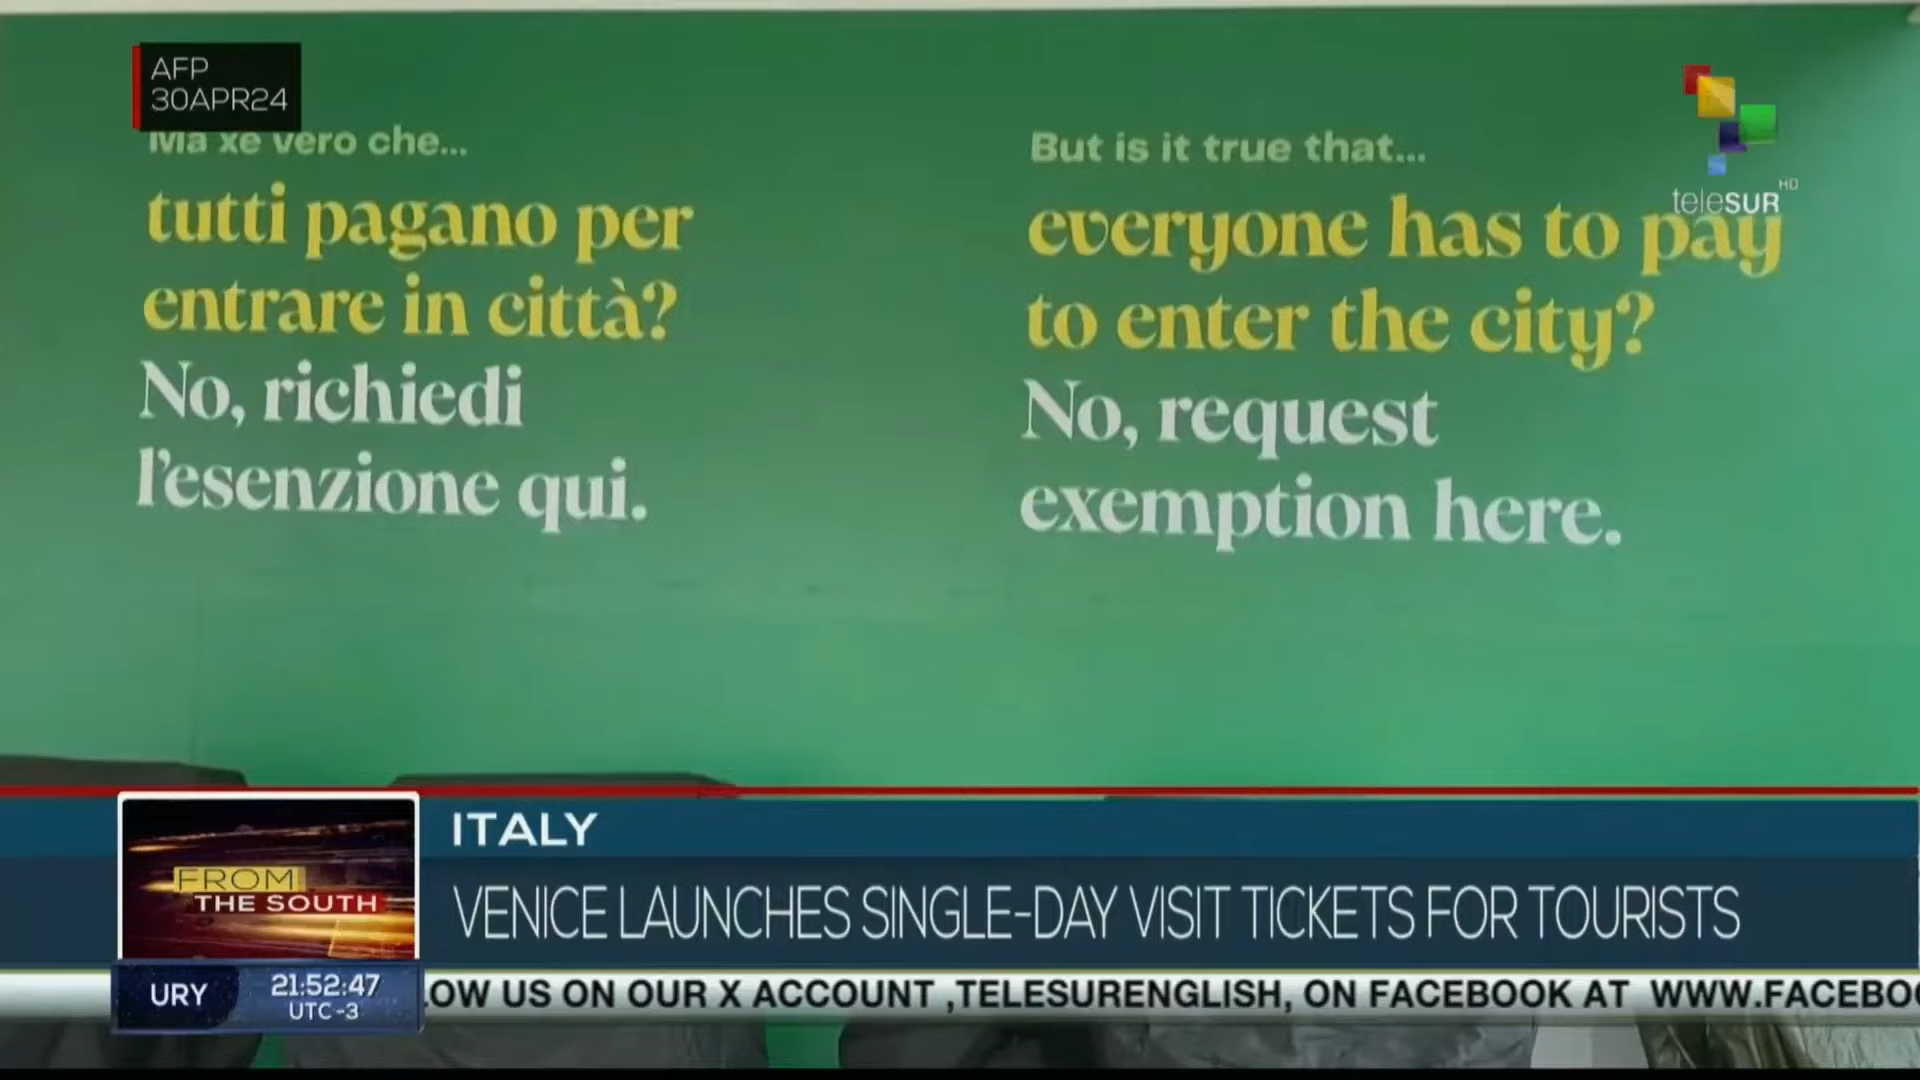 AFP
30APR24
Ma xe vero che...
tutti pagano per
entrare in città?
No, richiedi
l'esenzione qui.
But is it true that...
everyone has to pay
to enter the city?
No, request
exemption here.
teleSUR HD
ITALY
VENICE LAUNCHES SINGLE-DAY VISIT TICKETS FOR TOURISTS
FROM
THE SOUTH
URY
21:52:47
UTC-3
LOW US ON OUR X ACCOUNT ,TELESURENGLISH, ON FACEBOOK AT WWW.FACEBO